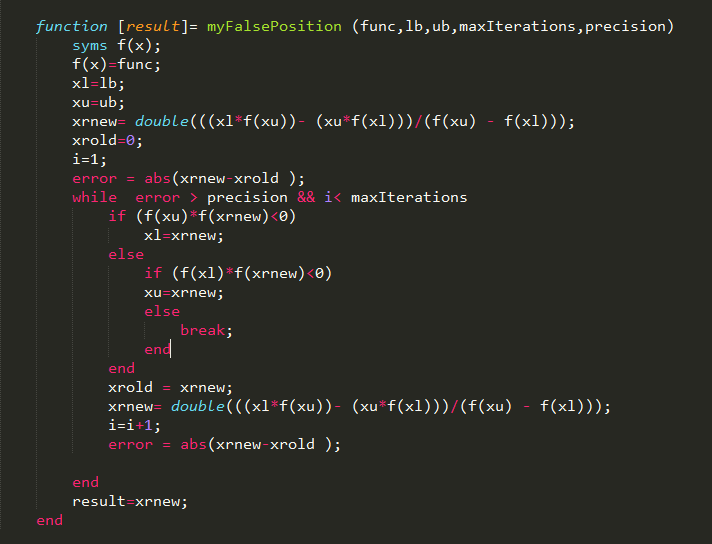 function [result]= myFalsePosition (func,lb,ub,maxIterations,precision)
    syms f(x);
    f(x)=func;
    xl=lb;
    xu=ub;
    xrnew= double(((xl*f(xu))- (xu*f(xl)))/(f(xu) - f(xl)));
    xrold=0;
    i=1;
    error = abs(xrnew-xrold );
    while  error > precision && i< maxIterations
        if (f(xu)*f(xrnew)<0)
            xl=xrnew;
        else
            if (f(xl)*f(xrnew)<0)
            xu=xrnew;
            else
                break;
            end
        end
        xrold = xrnew;
        xrnew= double(((xl*f(xu))- (xu*f(xl)))/(f(xu) - f(xl)));
        i=i+1;
        error = abs(xrnew-xrold );

    end
    result=xrnew;
end